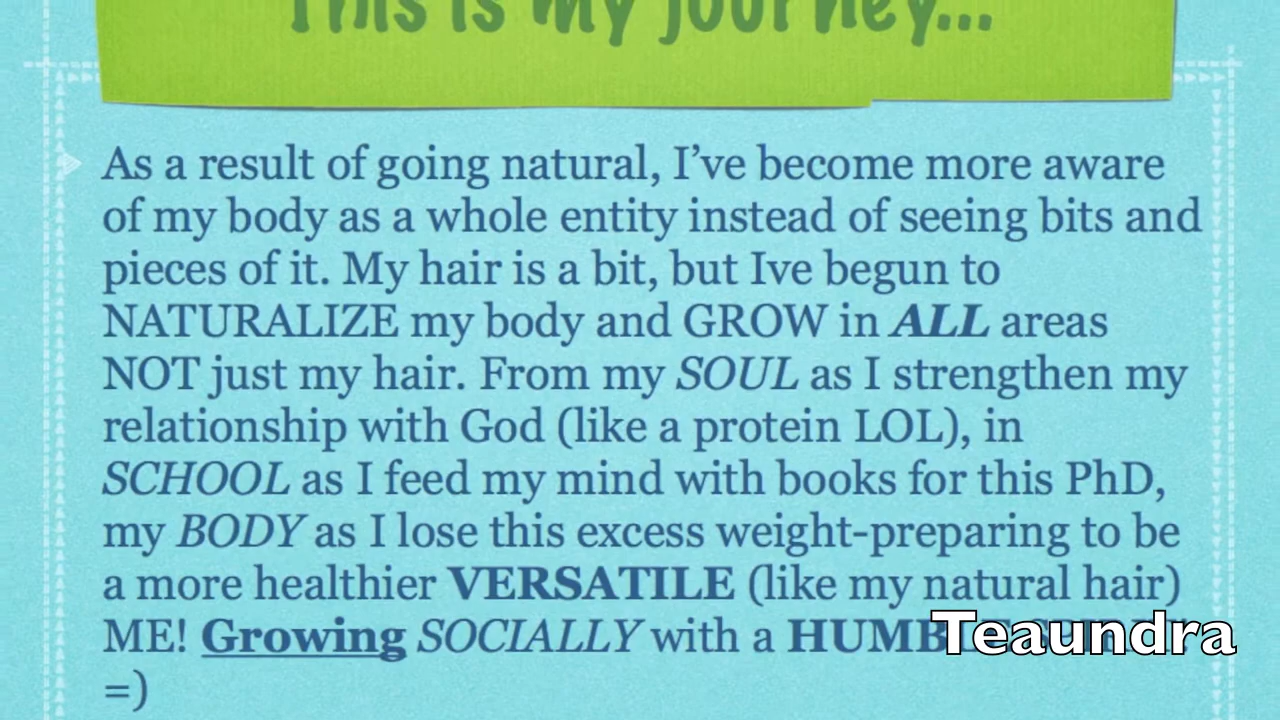 This is my journey...
As a result of going natural, I’ve become more aware
of my body as a whole entity instead of seeing bits and
pieces of it. My hair is a bit, but Ive begun to
NATURALIZE my body and GROW in ALL areas
NOT just my hair. From my SOUL as I strengthen my
relationship with God (like a protein LOL), in
SCHOOL as I feed my mind with books for this PhD,
my BODY as I lose this excess weight-preparing to be
a more healthier VERSATILE (like my natural hair)
ME! Growing SOCIALLY with a
Teaundra
=)